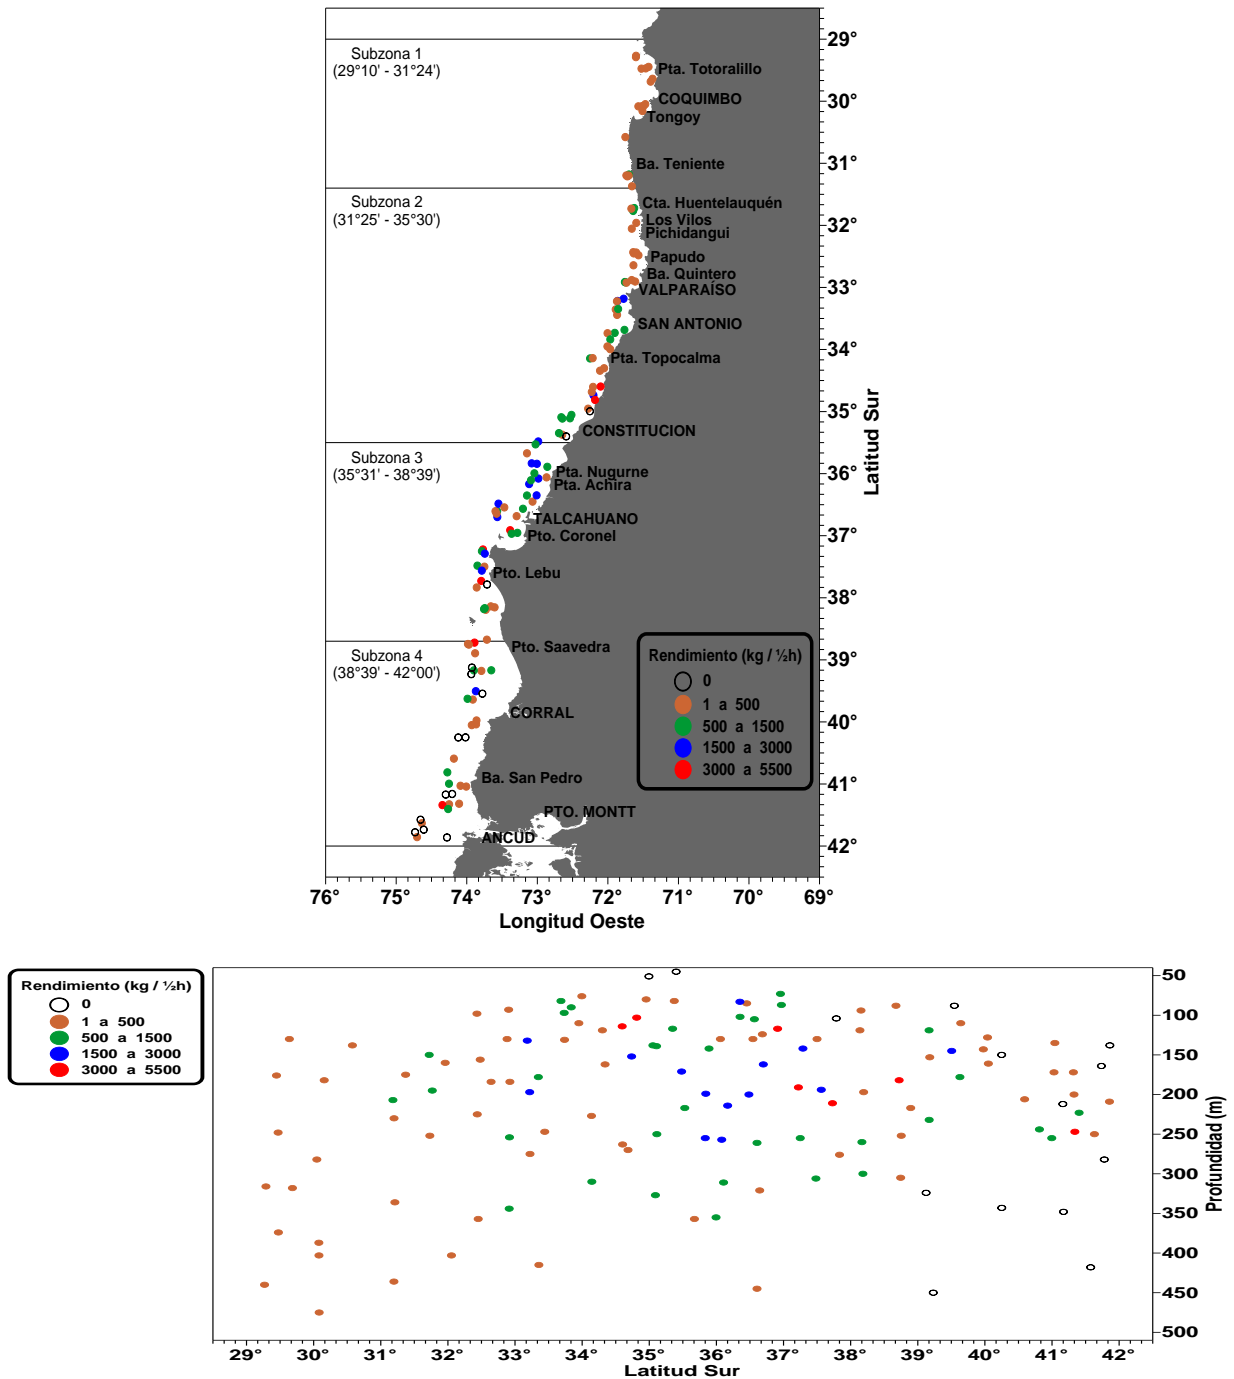 Subzona 1
(29°10' - 31°24')
Subzona 2
(31°25' - 35°30')
Subzona 3
(35°31' - 38°39')
Subzona 4
(38°39' - 42°00')
Pta. Totoralillo
COQUIMBO
Tongoy
Ba. Teniente
Cta. Huentelauquén
Los Vilos
Pichidangui
Papudo
Ba. Quintero
VALPARAÍSO
SAN ANTONIO
Pta. Topocalma
CONSTITUCION
Pta. Nugurne
Pta. Achira
TALCAHUANO
Pto. Coronel
Pto. Lebu
Pto. Saavedra
CORRAL
Ba. San Pedro
PTO. MONTT
ANCUD
Rendimiento (kg / ½h)
0
1 a 500
500 a 1500
1500 a 3000
3000 a 5500
29°
30°
31°
32°
33°
34°
35°
36°
37°
38°
39°
40°
41°
42°
Latitud Sur
76° 75° 74° 73° 72° 71° 70° 69°
Longitud Oeste
Rendimiento (kg / ½h)
0
1 a 500
500 a 1500
1500 a 3000
3000 a 5500
50
100
150
200
250
300
350
400
450
500
Profundidad (m)
29° 30° 31° 32° 33° 34° 35° 36° 37° 38° 39° 40° 41° 42°
Latitud Sur